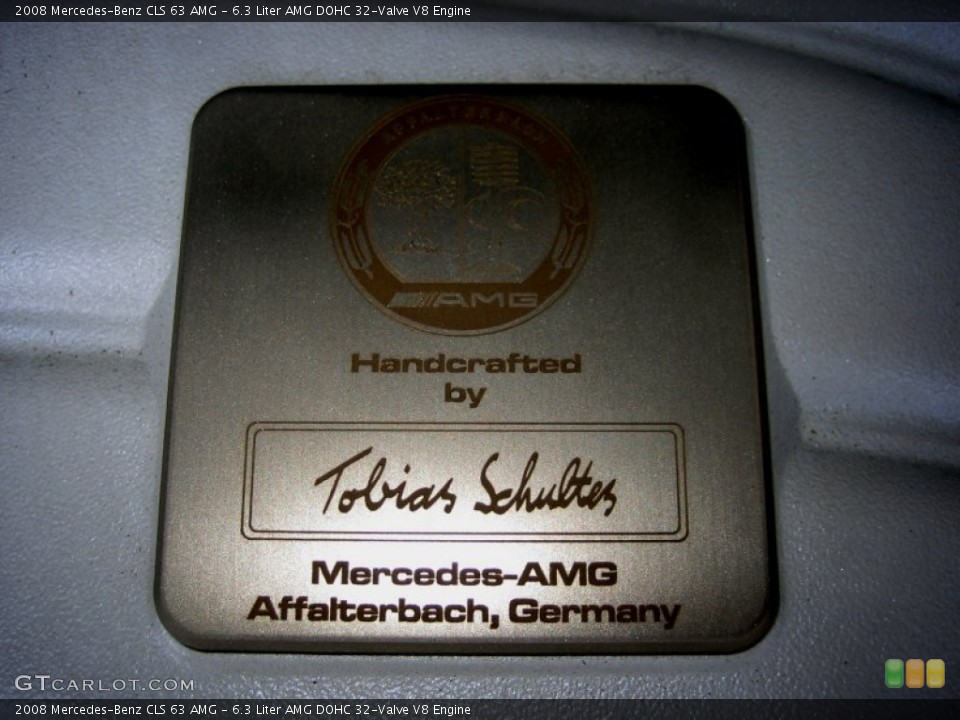 2008 Mercedes-Benz CLS 63 AMG - 6.3 Liter AMG DOHC 32-Valve V8 Engine
AFFALTERBACH
AMG
Handcrafted
by
Tobias Schultes
Mercedes-AMG
Affalterbach, Germany
GTCARLOT.COM
2008 Mercedes-Benz CLS 63 AMG - 6.3 Liter AMG DOHC 32-Valve V8 Engine